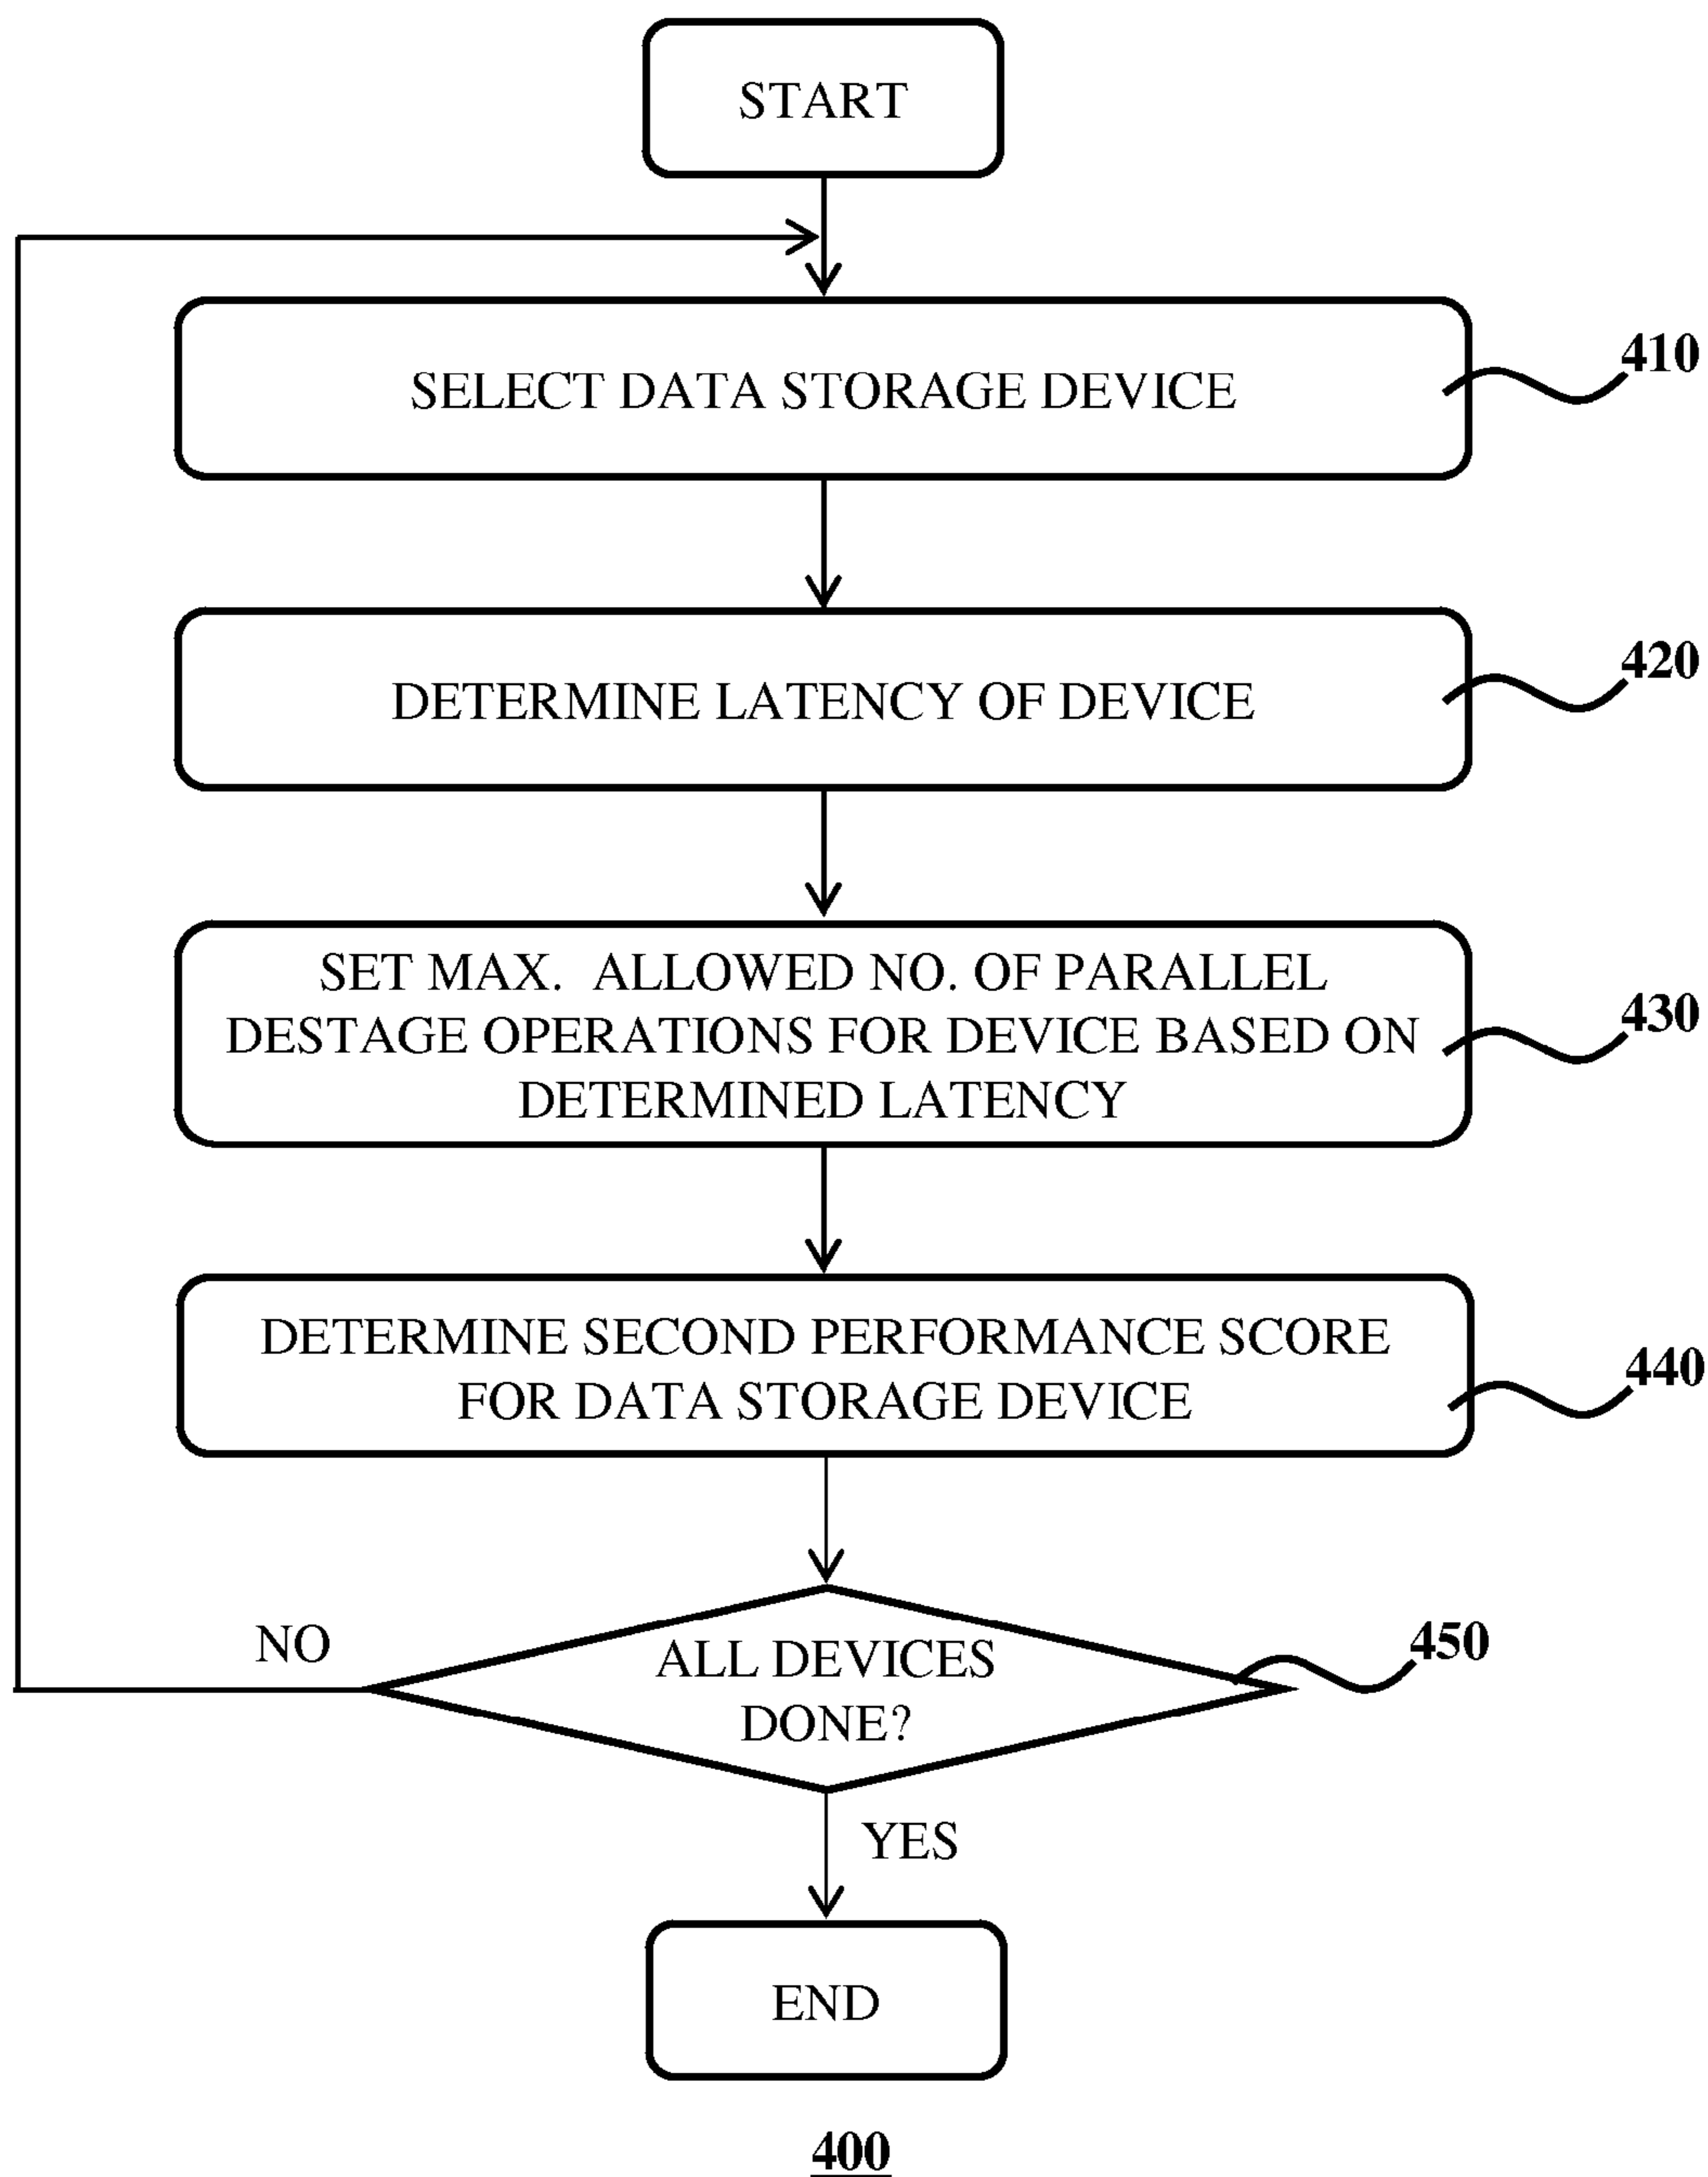 START
SELECT DATA STORAGE DEVICE
410
DETERMINE LATENCY OF DEVICE
420
SET MAX. ALLOWED NO. OF PARALLEL
DESTAGE OPERATIONS FOR DEVICE BASED ON
DETERMINED LATENCY
430
DETERMINE SECOND PERFORMANCE SCORE
FOR DATA STORAGE DEVICE
440
NO
ALL DEVICES
DONE?
450
YES
END
400